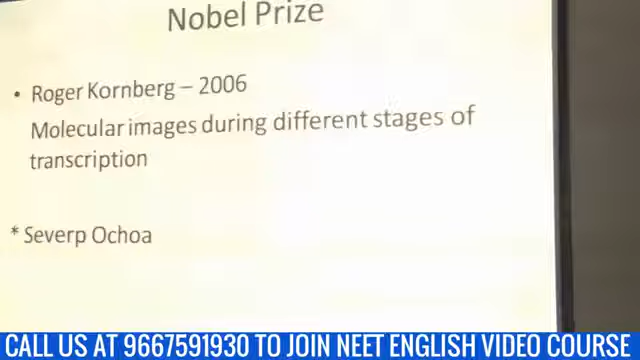 Nobel Prize
• Roger Kornberg – 2006
Molecular images during different stages of
transcription
* Severp Ochoa
CALL US AT 9667591930 TO JOIN NEET ENGLISH VIDEO COURSE